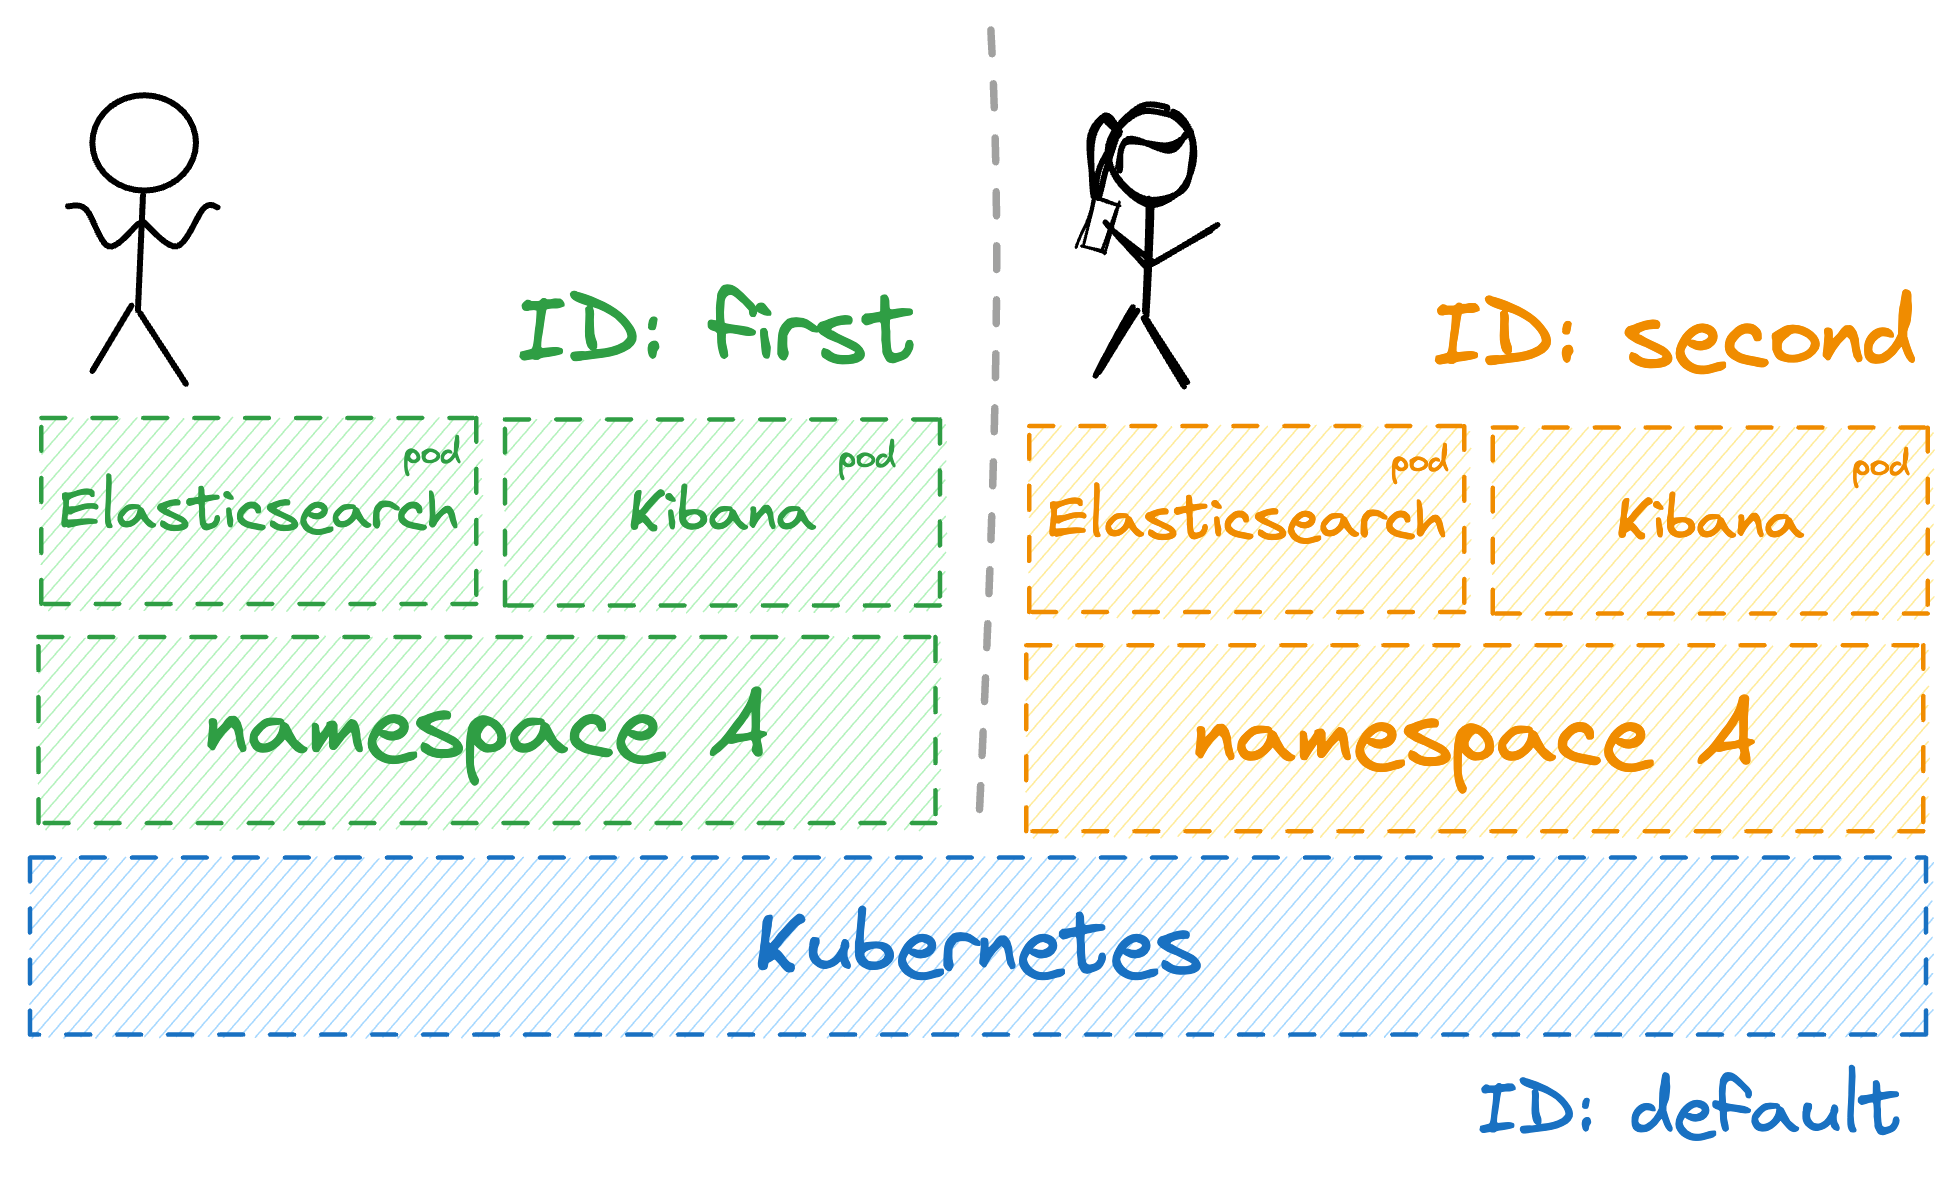 ID: first
pod
Elasticsearch
pod
Kibana
namespace A
ID: second
pod
Elasticsearch
pod
Kibana
namespace A
Kubernetes
ID: default